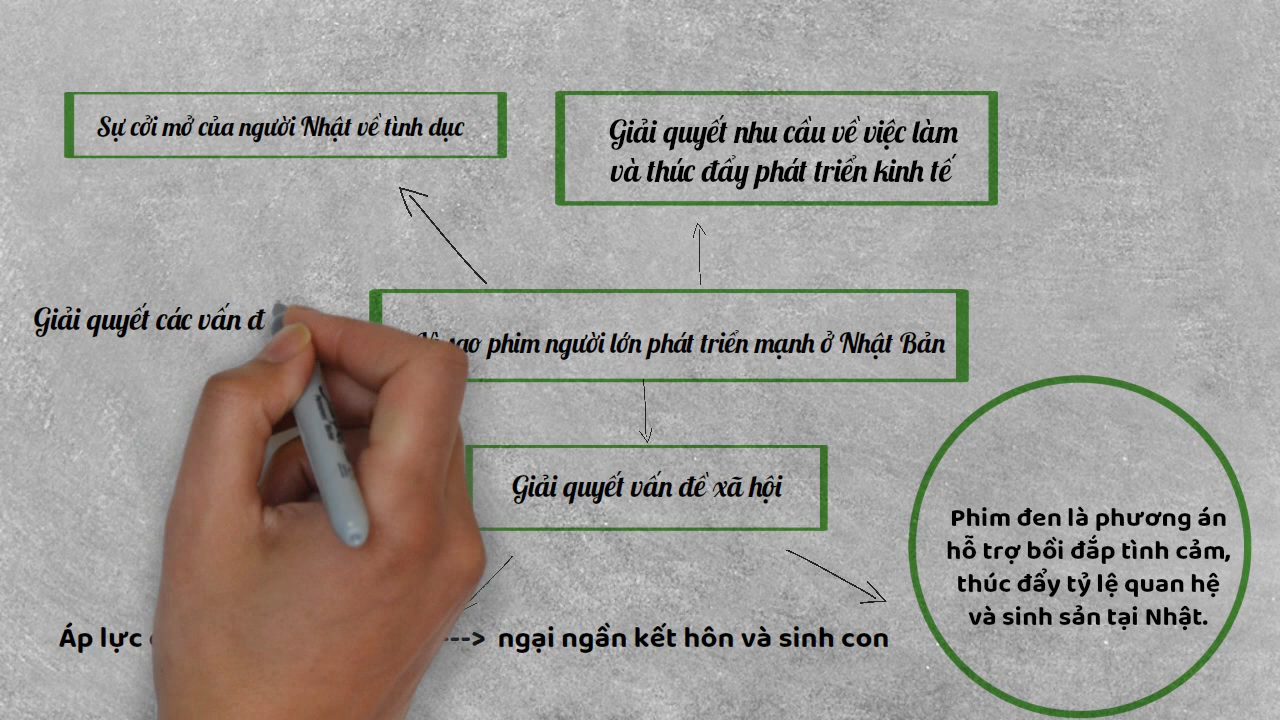 Sự cởi mở của người Nhật về tình dục
Giải quyết nhu cầu về việc làm
và thúc đẩy phát triển kinh tế
Giải quyết các vấn đ
sao phim người lớn phát triển mạnh ở Nhật Bản
Giải quyết vấn đề xã hội
Phim đen là phương án
hỗ trợ bồi đắp tình cảm,
thúc đẩy tỷ lệ quan hệ
và sinh sản tại Nhật.
Áp lực
---> ngại ngần kết hôn và sinh con